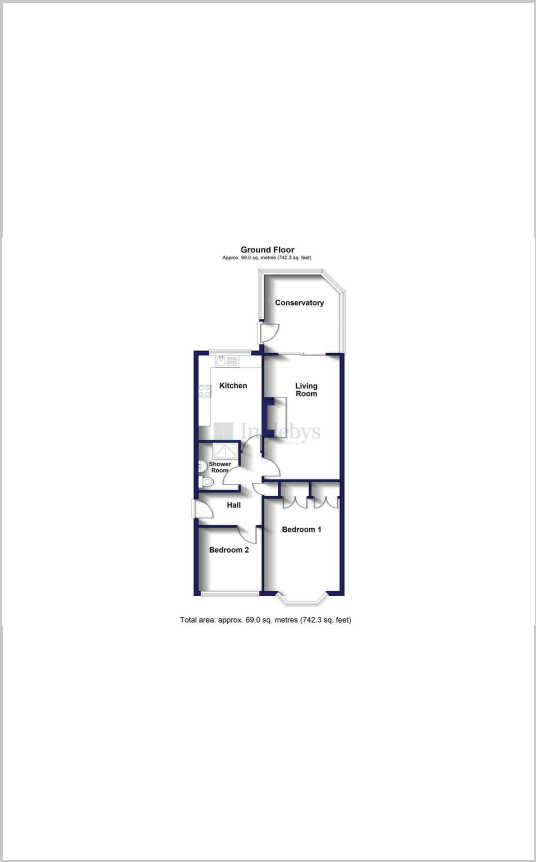 Ground Floor
Approx. 69.0 sq. metres (742.3 sq. feet)
Conservatory
Kitchen
Living
Room
Inglebys
Shower
Room
Hall
Bedroom 1
Bedroom 2
Total area: approx. 69.0 sq. metres (742.3 sq. feet)